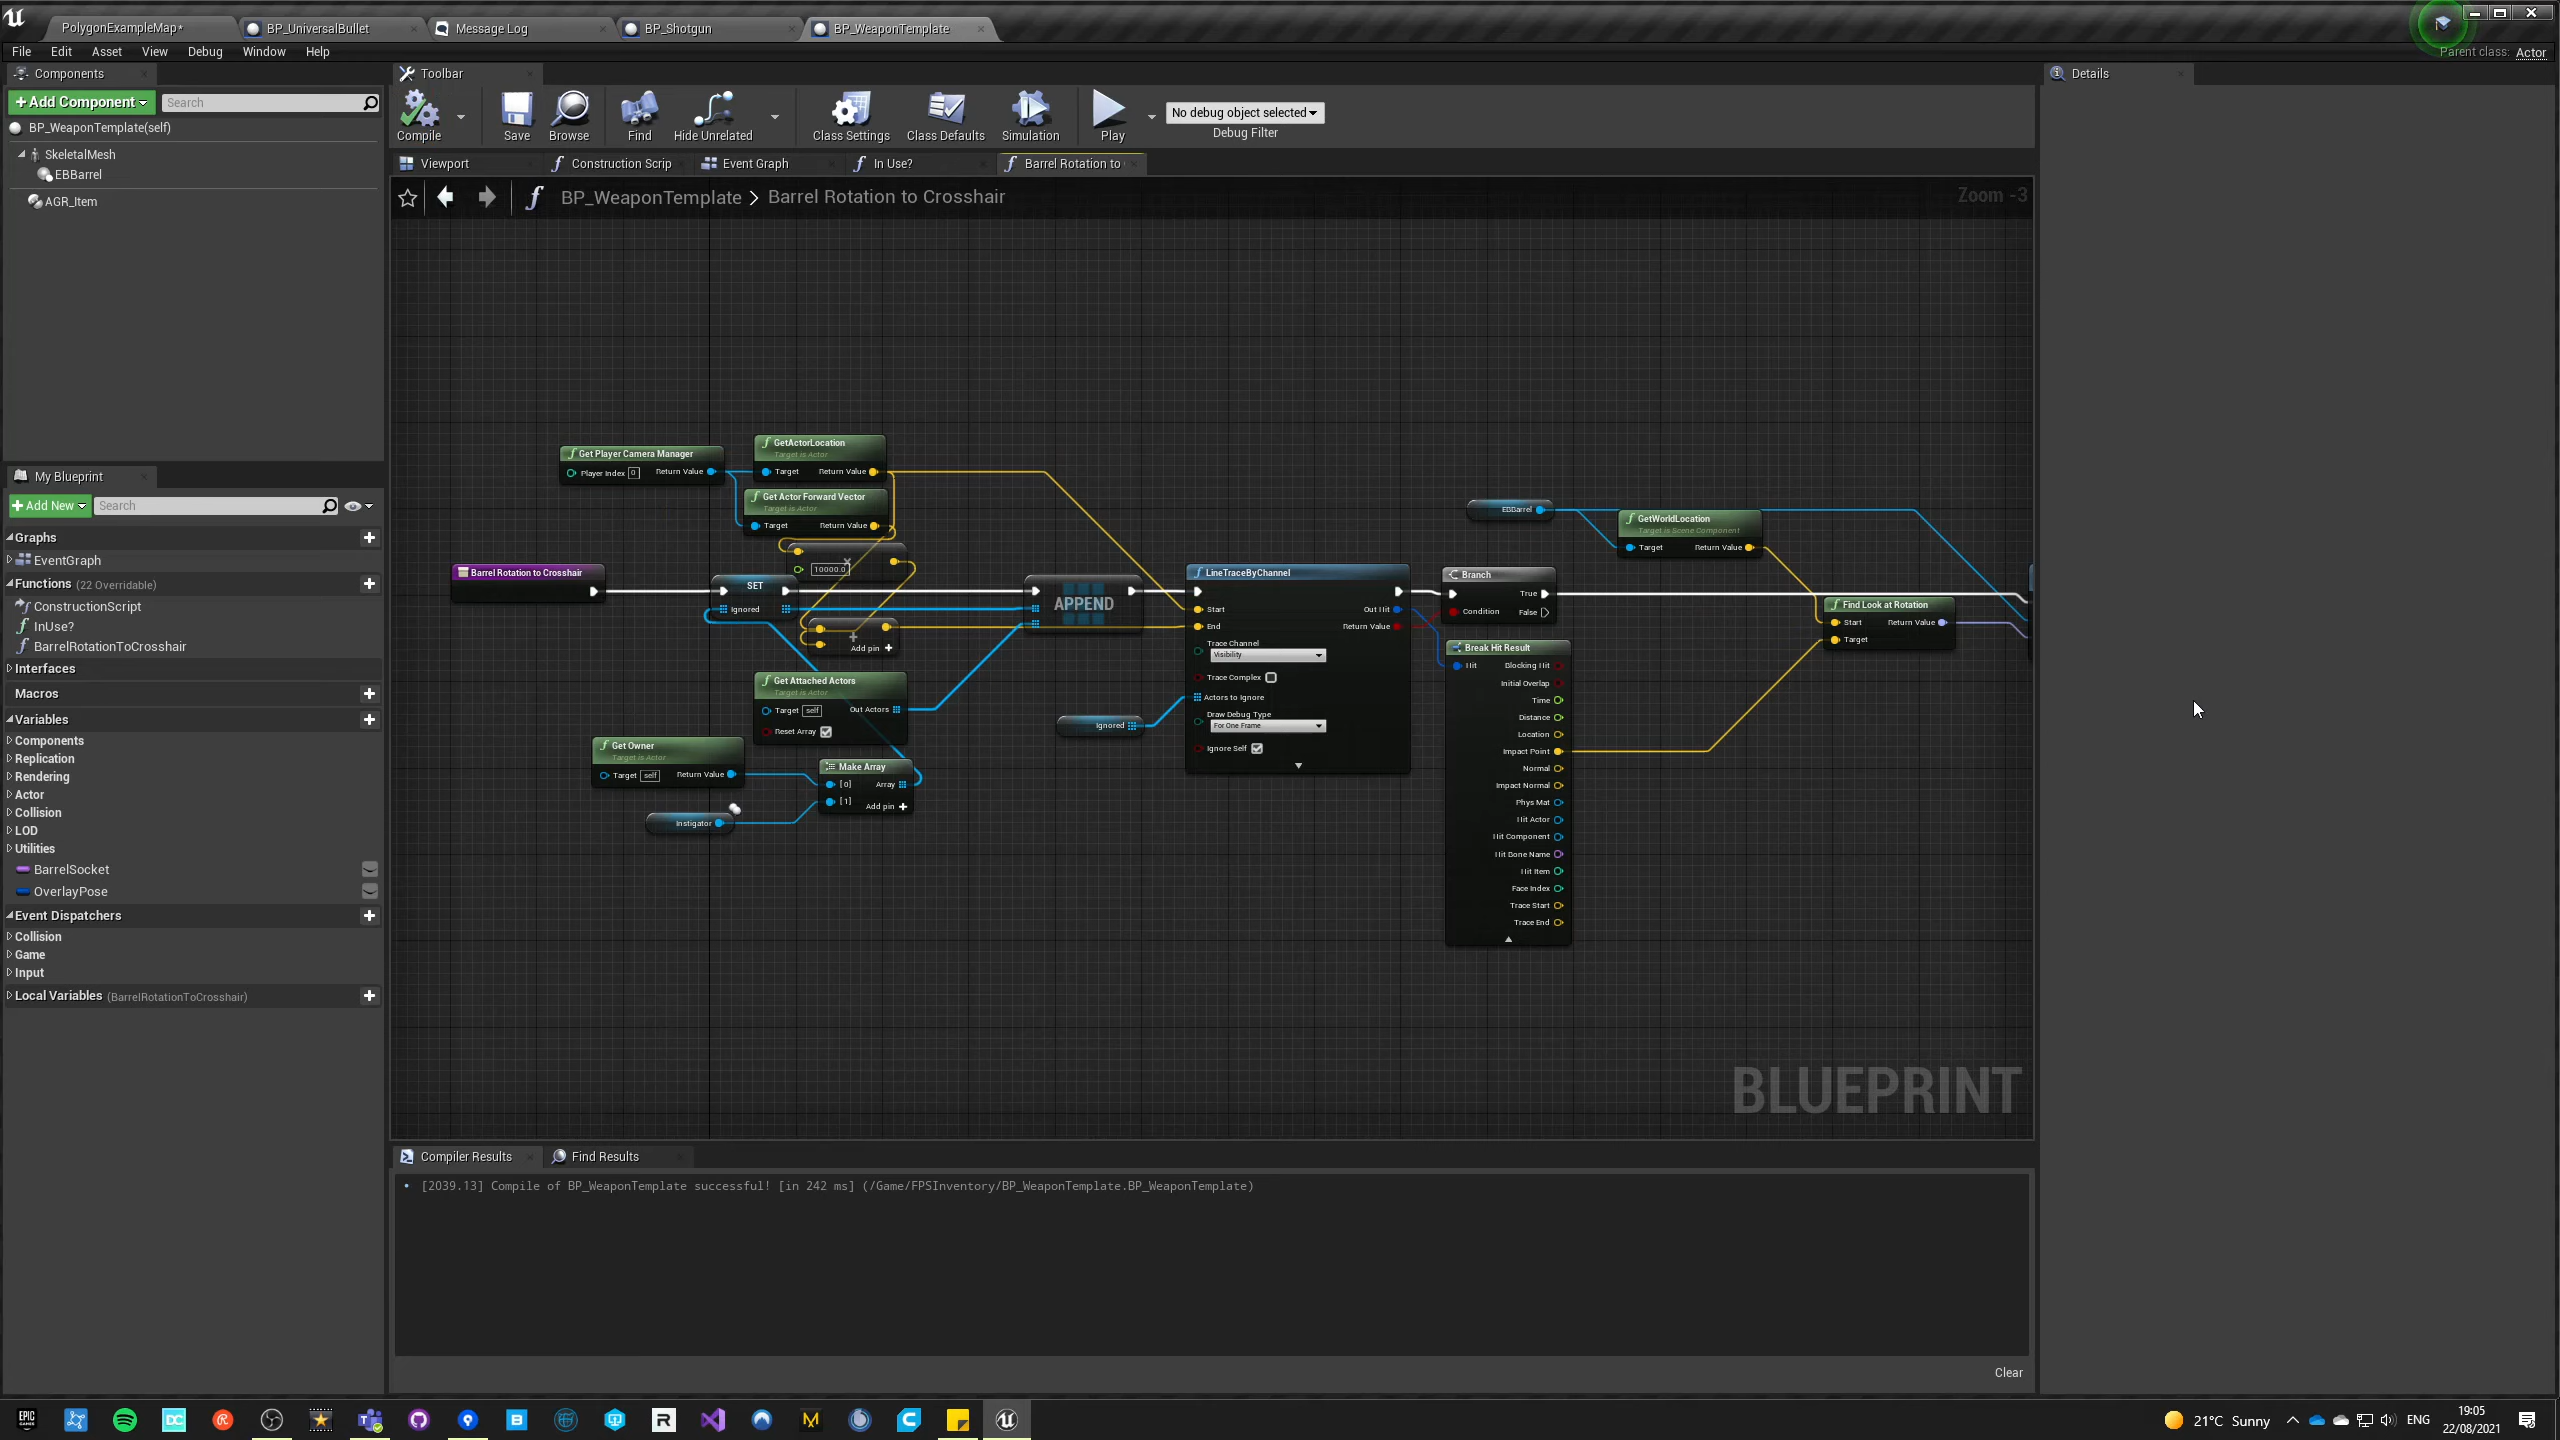 PolygonExampleMap*
BP_UniversalBullet
Message Log
BP_Shotgun
BP_WeaponTemplate
File Edit Asset View Debug Window Help
Parent class: Actor
Components
Toolbar
Details
+Add Component
Search
BP_WeaponTemplate(self)
SkeletalMesh
EBBarrel
AGR_Item
Compile
Save
Browse
Find
Hide Unrelated
Class Settings
Class Defaults
Simulation
Play
No debug object selected
Debug Filter
Viewport
Construction Scrip
Event Graph
In Use?
Barrel Rotation to
BP_WeaponTemplate > Barrel Rotation to Crosshair
Zoom -3
My Blueprint
+Add New
Search
Graphs
EventGraph
Functions (22 Overridable)
ConstructionScript
InUse?
BarrelRotationToCrosshair
Interfaces
Macros
Variables
Components
Replication
Rendering
Actor
Collision
LOD
Utilities
BarrelSocket
OverlayPose
Event Dispatchers
Collision
Game
Input
Local Variables (BarrelRotationToCrosshair)
Get Player Camera Manager
Player Index 0 Return Value
GetActorLocation
Target is Actor
Target Return Value
Get Actor Forward Vector
Target is Actor
Target Return Value
10000.0
Barrel Rotation to Crosshair
SET
Ignored
Add pin +
Get Attached Actors
Target is Actor
Target self Out Actors
Reset Array
Get Owner
Target is Actor
Target self Return Value
Instigator
Make Array
[0] Array
[1] Add pin +
APPEND
Ignored
LineTraceByChannel
Start Out Hit
End Return Value
Trace Channel
Visibility
Trace Complex
Actors to Ignore
Draw Debug Type
For One Frame
Ignore Self
Branch
True
Condition False
Break Hit Result
Hit Blocking Hit
Initial Overlap
Time
Distance
Location
Impact Point
Normal
Impact Normal
Phys Mat
Hit Actor
Hit Component
Hit Bone Name
Hit Item
Face Index
Trace Start
Trace End
EBBarrel
GetWorldLocation
Target is Scene Component
Target Return Value
Find Look at Rotation
Start Return Value
Target
BLUEPRINT
Compiler Results
Find Results
[2039.13] Compile of BP_WeaponTemplate successful! [in 242 ms] (/Game/FPSInventory/BP_WeaponTemplate.BP_WeaponTemplate)
Clear
EPIC GAMES
DC
R
B
R
M
21°C Sunny
ENG
19:05
22/08/2021